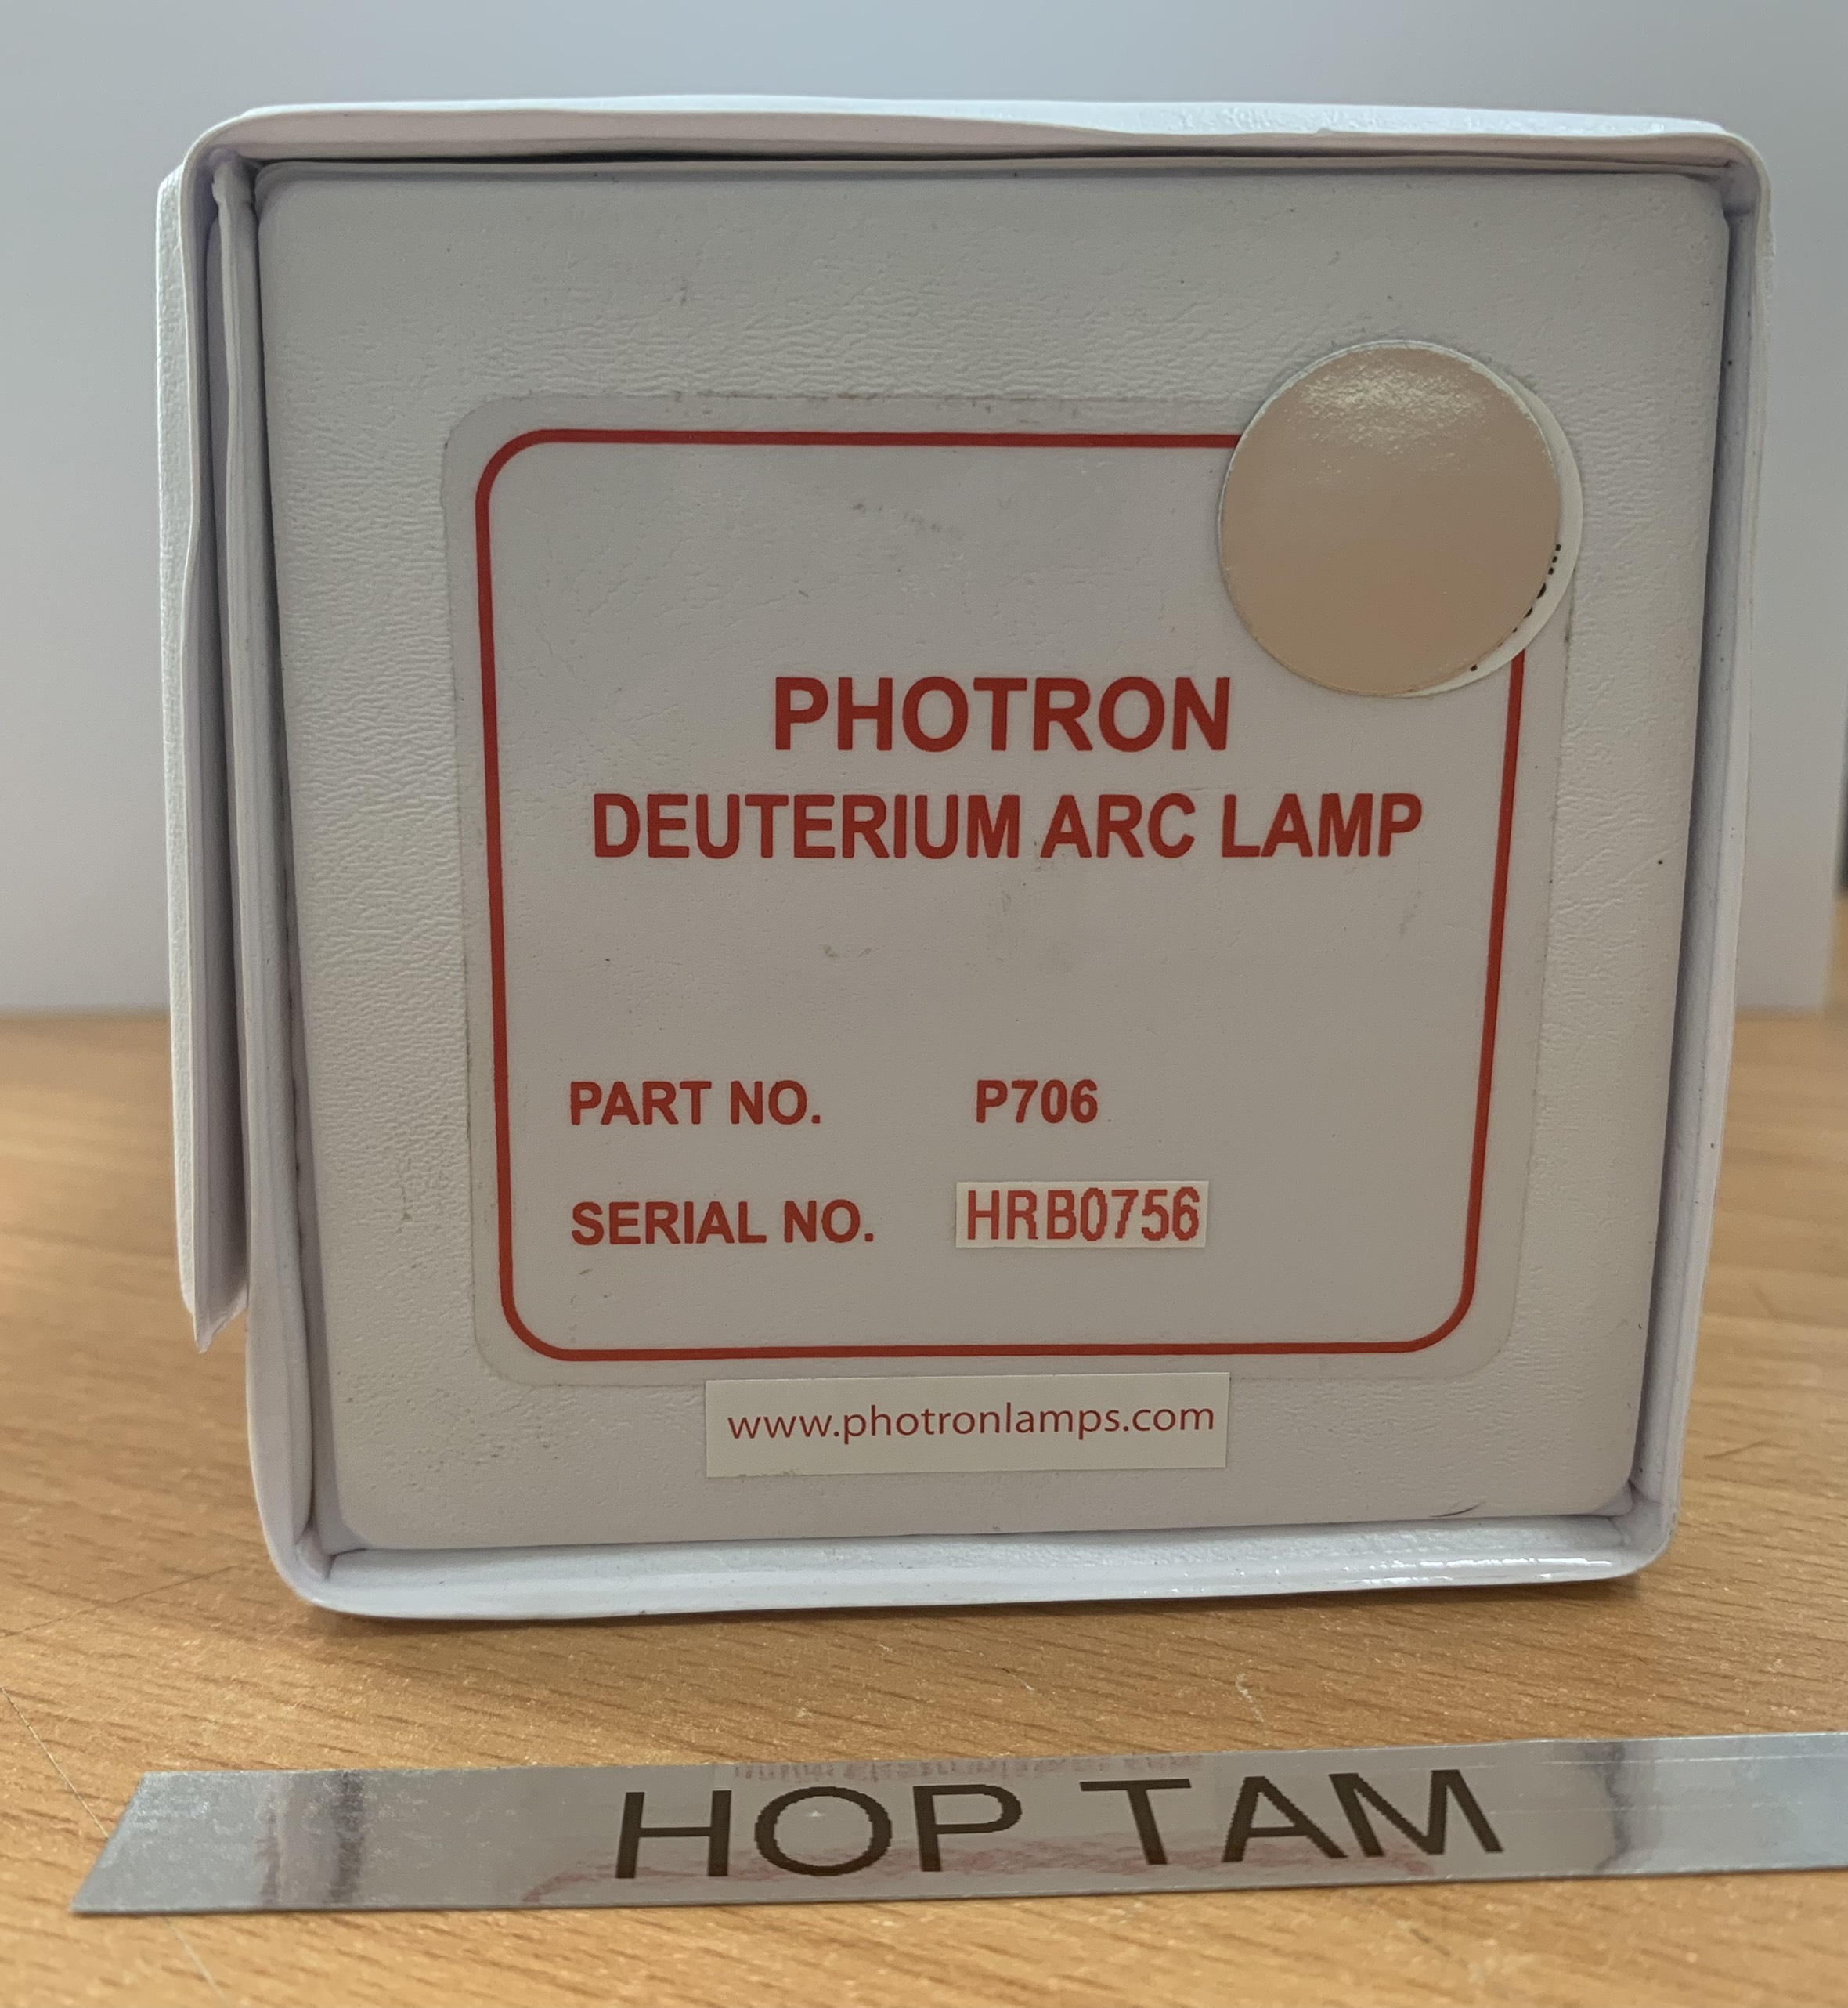 PHOTRON
DEUTERIUM ARC LAMP
PART NO. P706
SERIAL NO. HRB0756
www.photronlamps.com
HOP TAM